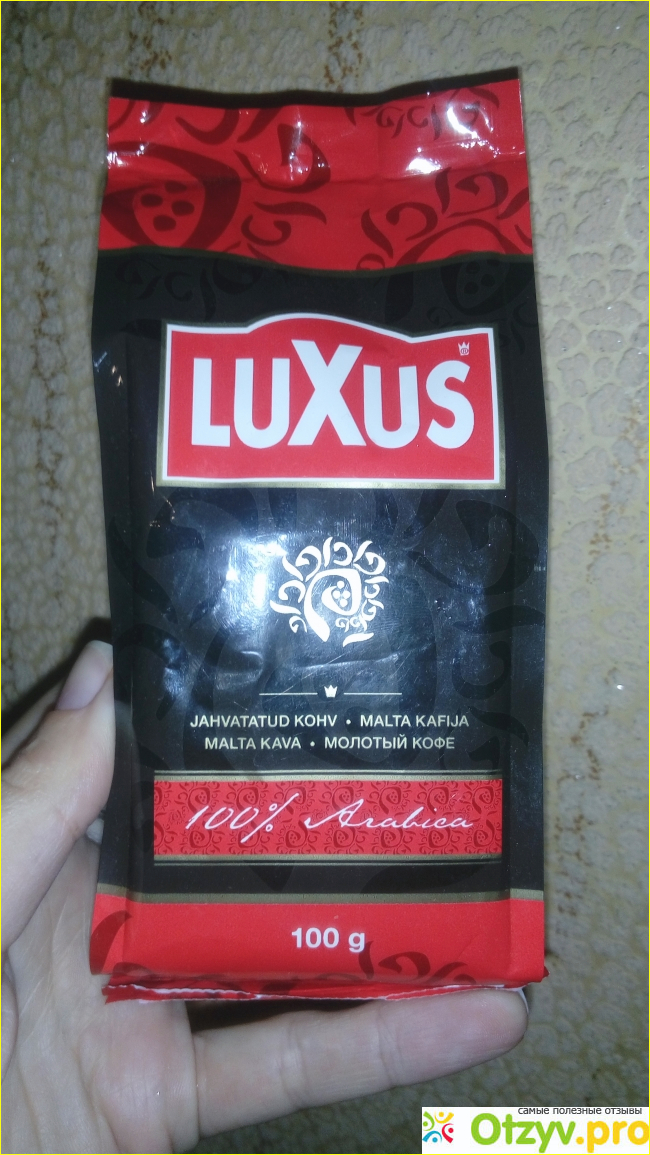 LUXUS
JAHVATATUD KOHV • MALTA KAFIJA
MALTA KAVA • МОЛОТЫЙ КОФЕ
100% Arabica
100 g
самые полезные отзывы
Otzyv.pro